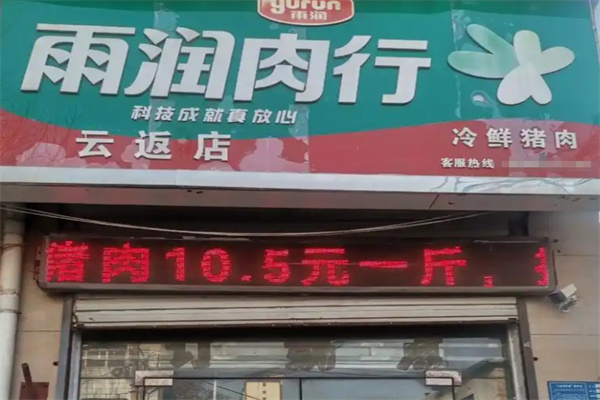 yurun
雨润
雨润肉行
科技成就真放心
云返店
冷鲜猪肉
客服热线
猪肉10.5元一斤,